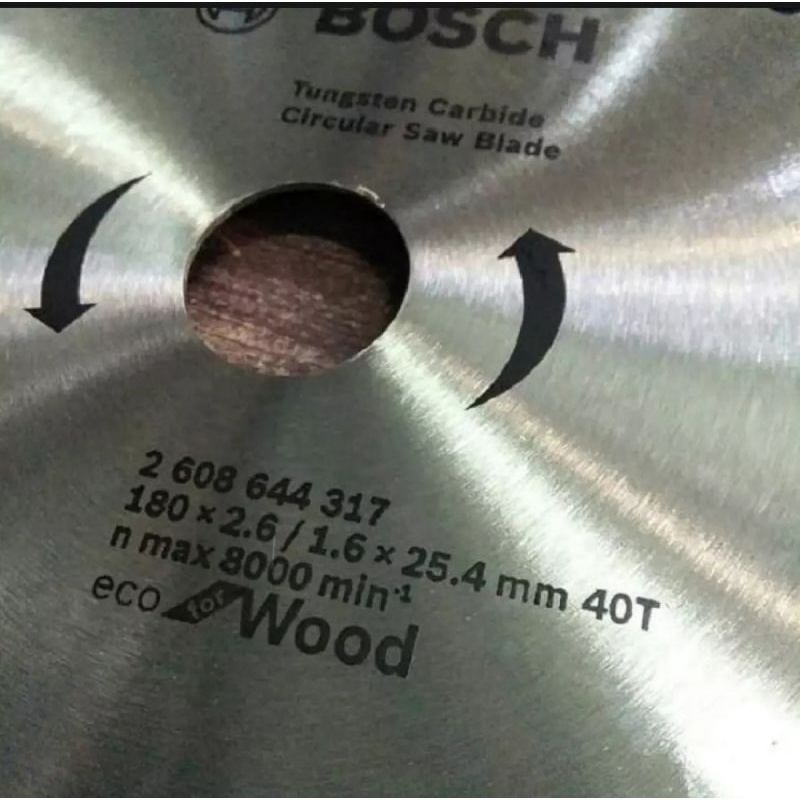 BOSCH
Tungsten Carbide
Circular Saw Blade
2 608 644 317
180 × 2.6 / 1.6 × 25.4 mm 40T
n max 8000 min⁻¹
eco for Wood